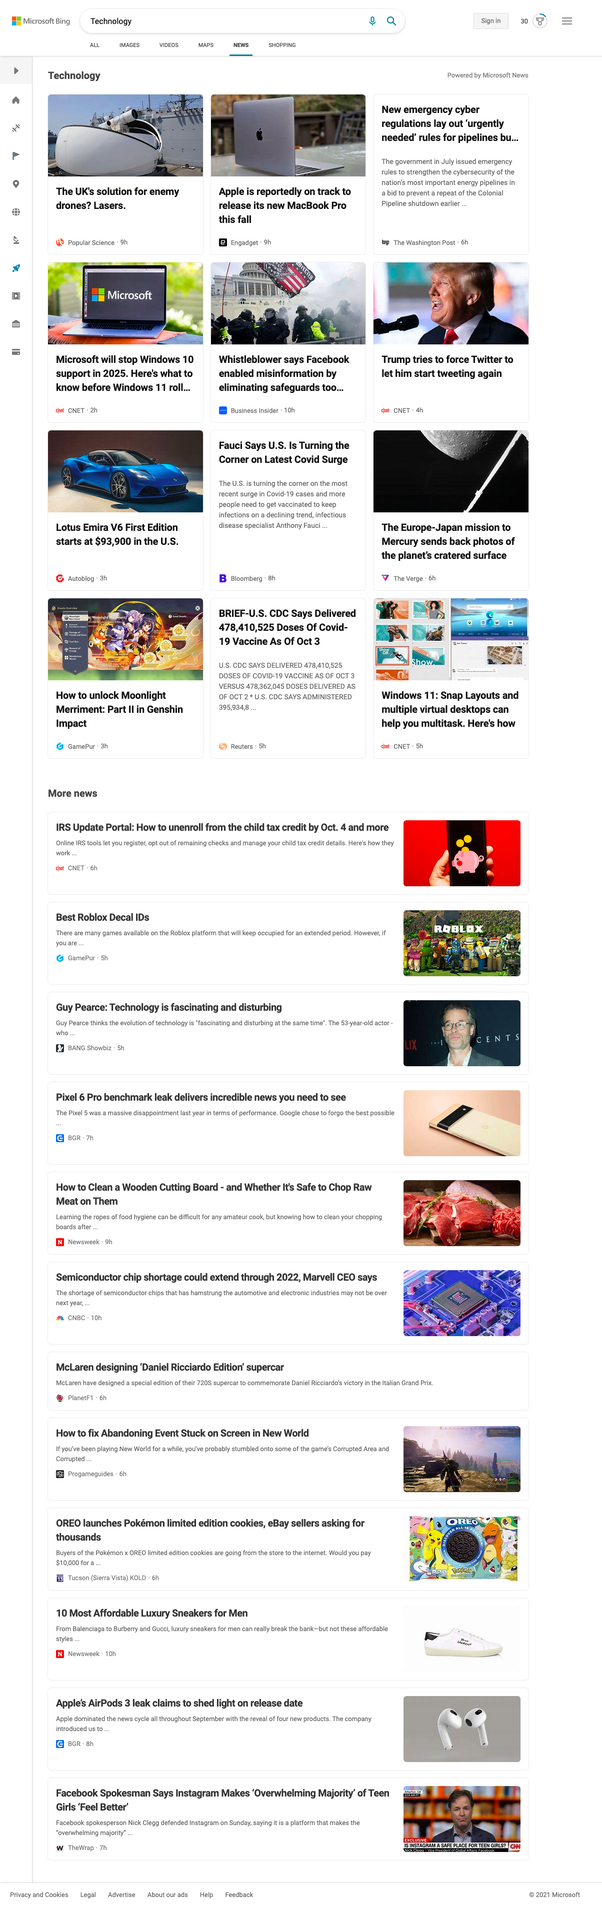 Microsoft Bing
Technology
Sign in
30
ALL
IMAGES
VIDEOS
MAPS
NEWS
SHOPPING
Technology
Powered by Microsoft News
The UK's solution for enemy
drones? Lasers.
Popular Science · 9h
Apple is reportedly on track to
release its new MacBook Pro
this fall
Engadget · 9h
New emergency cyber
regulations lay out 'urgently
needed' rules for pipelines bu...
The government in July issued emergency
rules to strengthen the cybersecurity of the
nation's most important energy pipelines in
a bid to prevent a repeat of the Colonial
Pipeline shutdown earlier ...
The Washington Post · 6h
Microsoft
Microsoft will stop Windows 10
support in 2025. Here's what to
know before Windows 11 roll...
CNET · 2h
Whistleblower says Facebook
enabled misinformation by
eliminating safeguards too...
Business Insider · 10h
Trump tries to force Twitter to
let him start tweeting again
CNET · 4h
Lotus Emira V6 First Edition
starts at $93,900 in the U.S.
Autoblog · 3h
Fauci Says U.S. Is Turning the
Corner on Latest Covid Surge
The U.S. is turning the corner on the most
recent surge in Covid-19 cases and more
people need to get vaccinated to keep
infections on a declining trend, infectious
disease specialist Anthony Fauci ...
Bloomberg · 8h
The Europe-Japan mission to
Mercury sends back photos of
the planet's cratered surface
The Verge · 6h
How to unlock Moonlight
Merriment: Part II in Genshin
Impact
GamePur · 3h
BRIEF-U.S. CDC Says Delivered
478,410,525 Doses Of Covid-
19 Vaccine As Of Oct 3
U.S. CDC SAYS DELIVERED 478,410,525
DOSES OF COVID-19 VACCINE AS OF OCT 3
VERSUS 478,362,045 DOSES DELIVERED AS
OF OCT 2 * U.S. CDC SAYS ADMINISTERED
395,934,8 ...
Reuters · 5h
Show
Windows 11: Snap Layouts and
multiple virtual desktops can
help you multitask. Here's how
CNET · 5h
More news
IRS Update Portal: How to unenroll from the child tax credit by Oct. 4 and more
Online IRS tools let you register, opt out of remaining checks and manage your child tax credit details. Here's how they
work ...
CNET · 6h
Best Roblox Decal IDs
There are many games available on the Roblox platform that will keep occupied for an extended period. However, if
you are ...
GamePur · 5h
ROBLOX
Guy Pearce: Technology is fascinating and disturbing
Guy Pearce thinks the evolution of technology is "fascinating and disturbing at the same time". The 53-year-old actor -
who ...
BANG Showbiz · 5h
Pixel 6 Pro benchmark leak delivers incredible news you need to see
The Pixel 5 was a massive disappointment last year in terms of performance. Google chose to forgo the best possible
...
BGR · 7h
How to Clean a Wooden Cutting Board - and Whether It's Safe to Chop Raw
Meat on Them
Learning the ropes of food hygiene can be difficult for any amateur cook, but knowing how to clean your chopping
boards after ...
Newsweek · 9h
Semiconductor chip shortage could extend through 2022, Marvell CEO says
The shortage of semiconductor chips that has hamstrung the automotive and electronic industries may not be over
next year, ...
CNBC · 10h
McLaren designing 'Daniel Ricciardo Edition' supercar
McLaren have designed a special edition of their 720S supercar to commemorate Daniel Ricciardo's victory in the Italian Grand Prix.
PlanetF1 · 6h
How to fix Abandoning Event Stuck on Screen in New World
If you've been playing New World for a while, you've probably stumbled onto some of the game's Corrupted Area and
Corrupted ...
Progameguides · 6h
OREO launches Pokémon limited edition cookies, eBay sellers asking for
thousands
Buyers of the Pokémon x OREO limited edition cookies are going from the store to the internet. Would you pay
$10,000 for a ...
Tucson (Sierra Vista) KOLD · 6h
OREO
10 Most Affordable Luxury Sneakers for Men
From Balenciaga to Burberry and Gucci, luxury sneakers for men can really break the bank—but not these affordable
styles ...
Newsweek · 10h
Apple's AirPods 3 leak claims to shed light on release date
Apple dominated the news cycle all throughout September with the reveal of four new products. The company
introduced us to ...
BGR · 8h
Facebook Spokesman Says Instagram Makes 'Overwhelming Majority' of Teen
Girls 'Feel Better'
Facebook spokesperson Nick Clegg defended Instagram on Sunday, saying it is a platform that makes the
"overwhelming majority" ...
TheWrap · 7h
EXCLUSIVE
IS INSTAGRAM A SAFE PLACE FOR TEEN GIRLS?
CNN
Privacy and Cookies
Legal
Advertise
About our ads
Help
Feedback
© 2021 Microsoft